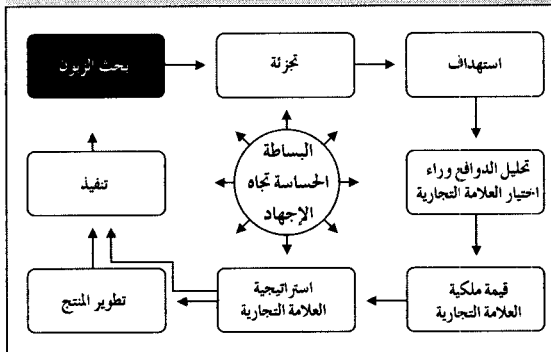 بحث الزبون
تجزئة
استهداف
البساطة
الحساسة تجاه
الإجهاد
تحليل الدوافع وراء
اختيار العلامة التجارية
تنفيذ
تطوير المنتج
استراتيجية
العلامة التجارية
قيمة ملكية
العلامة التجارية